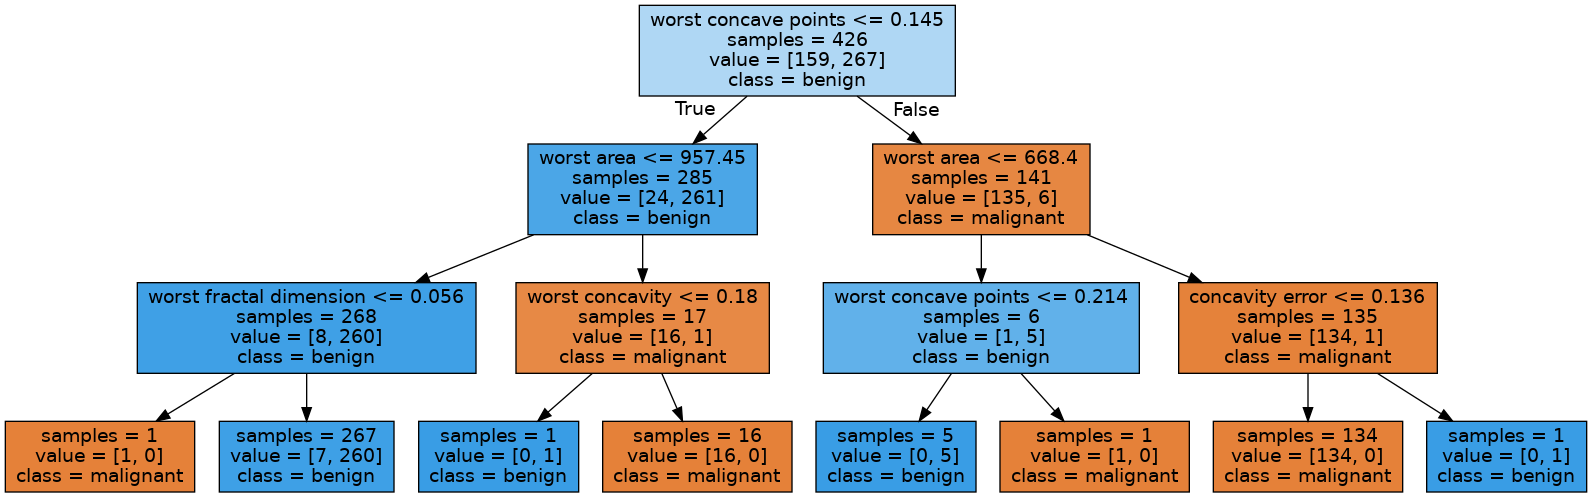 worst concave points <= 0.145
samples = 426
value = [159, 267]
class = benign
True
False
worst area <= 957.45
samples = 285
value = [24, 261]
class = benign
worst area <= 668.4
samples = 141
value = [135, 6]
class = malignant
worst fractal dimension <= 0.056
samples = 268
value = [8, 260]
class = benign
worst concavity <= 0.18
samples = 17
value = [16, 1]
class = malignant
worst concave points <= 0.214
samples = 6
value = [1, 5]
class = benign
concavity error <= 0.136
samples = 135
value = [134, 1]
class = malignant
samples = 1
value = [1, 0]
class = malignant
samples = 267
value = [7, 260]
class = benign
samples = 1
value = [0, 1]
class = benign
samples = 16
value = [16, 0]
class = malignant
samples = 5
value = [0, 5]
class = benign
samples = 1
value = [1, 0]
class = malignant
samples = 134
value = [134, 0]
class = malignant
samples = 1
value = [0, 1]
class = benign